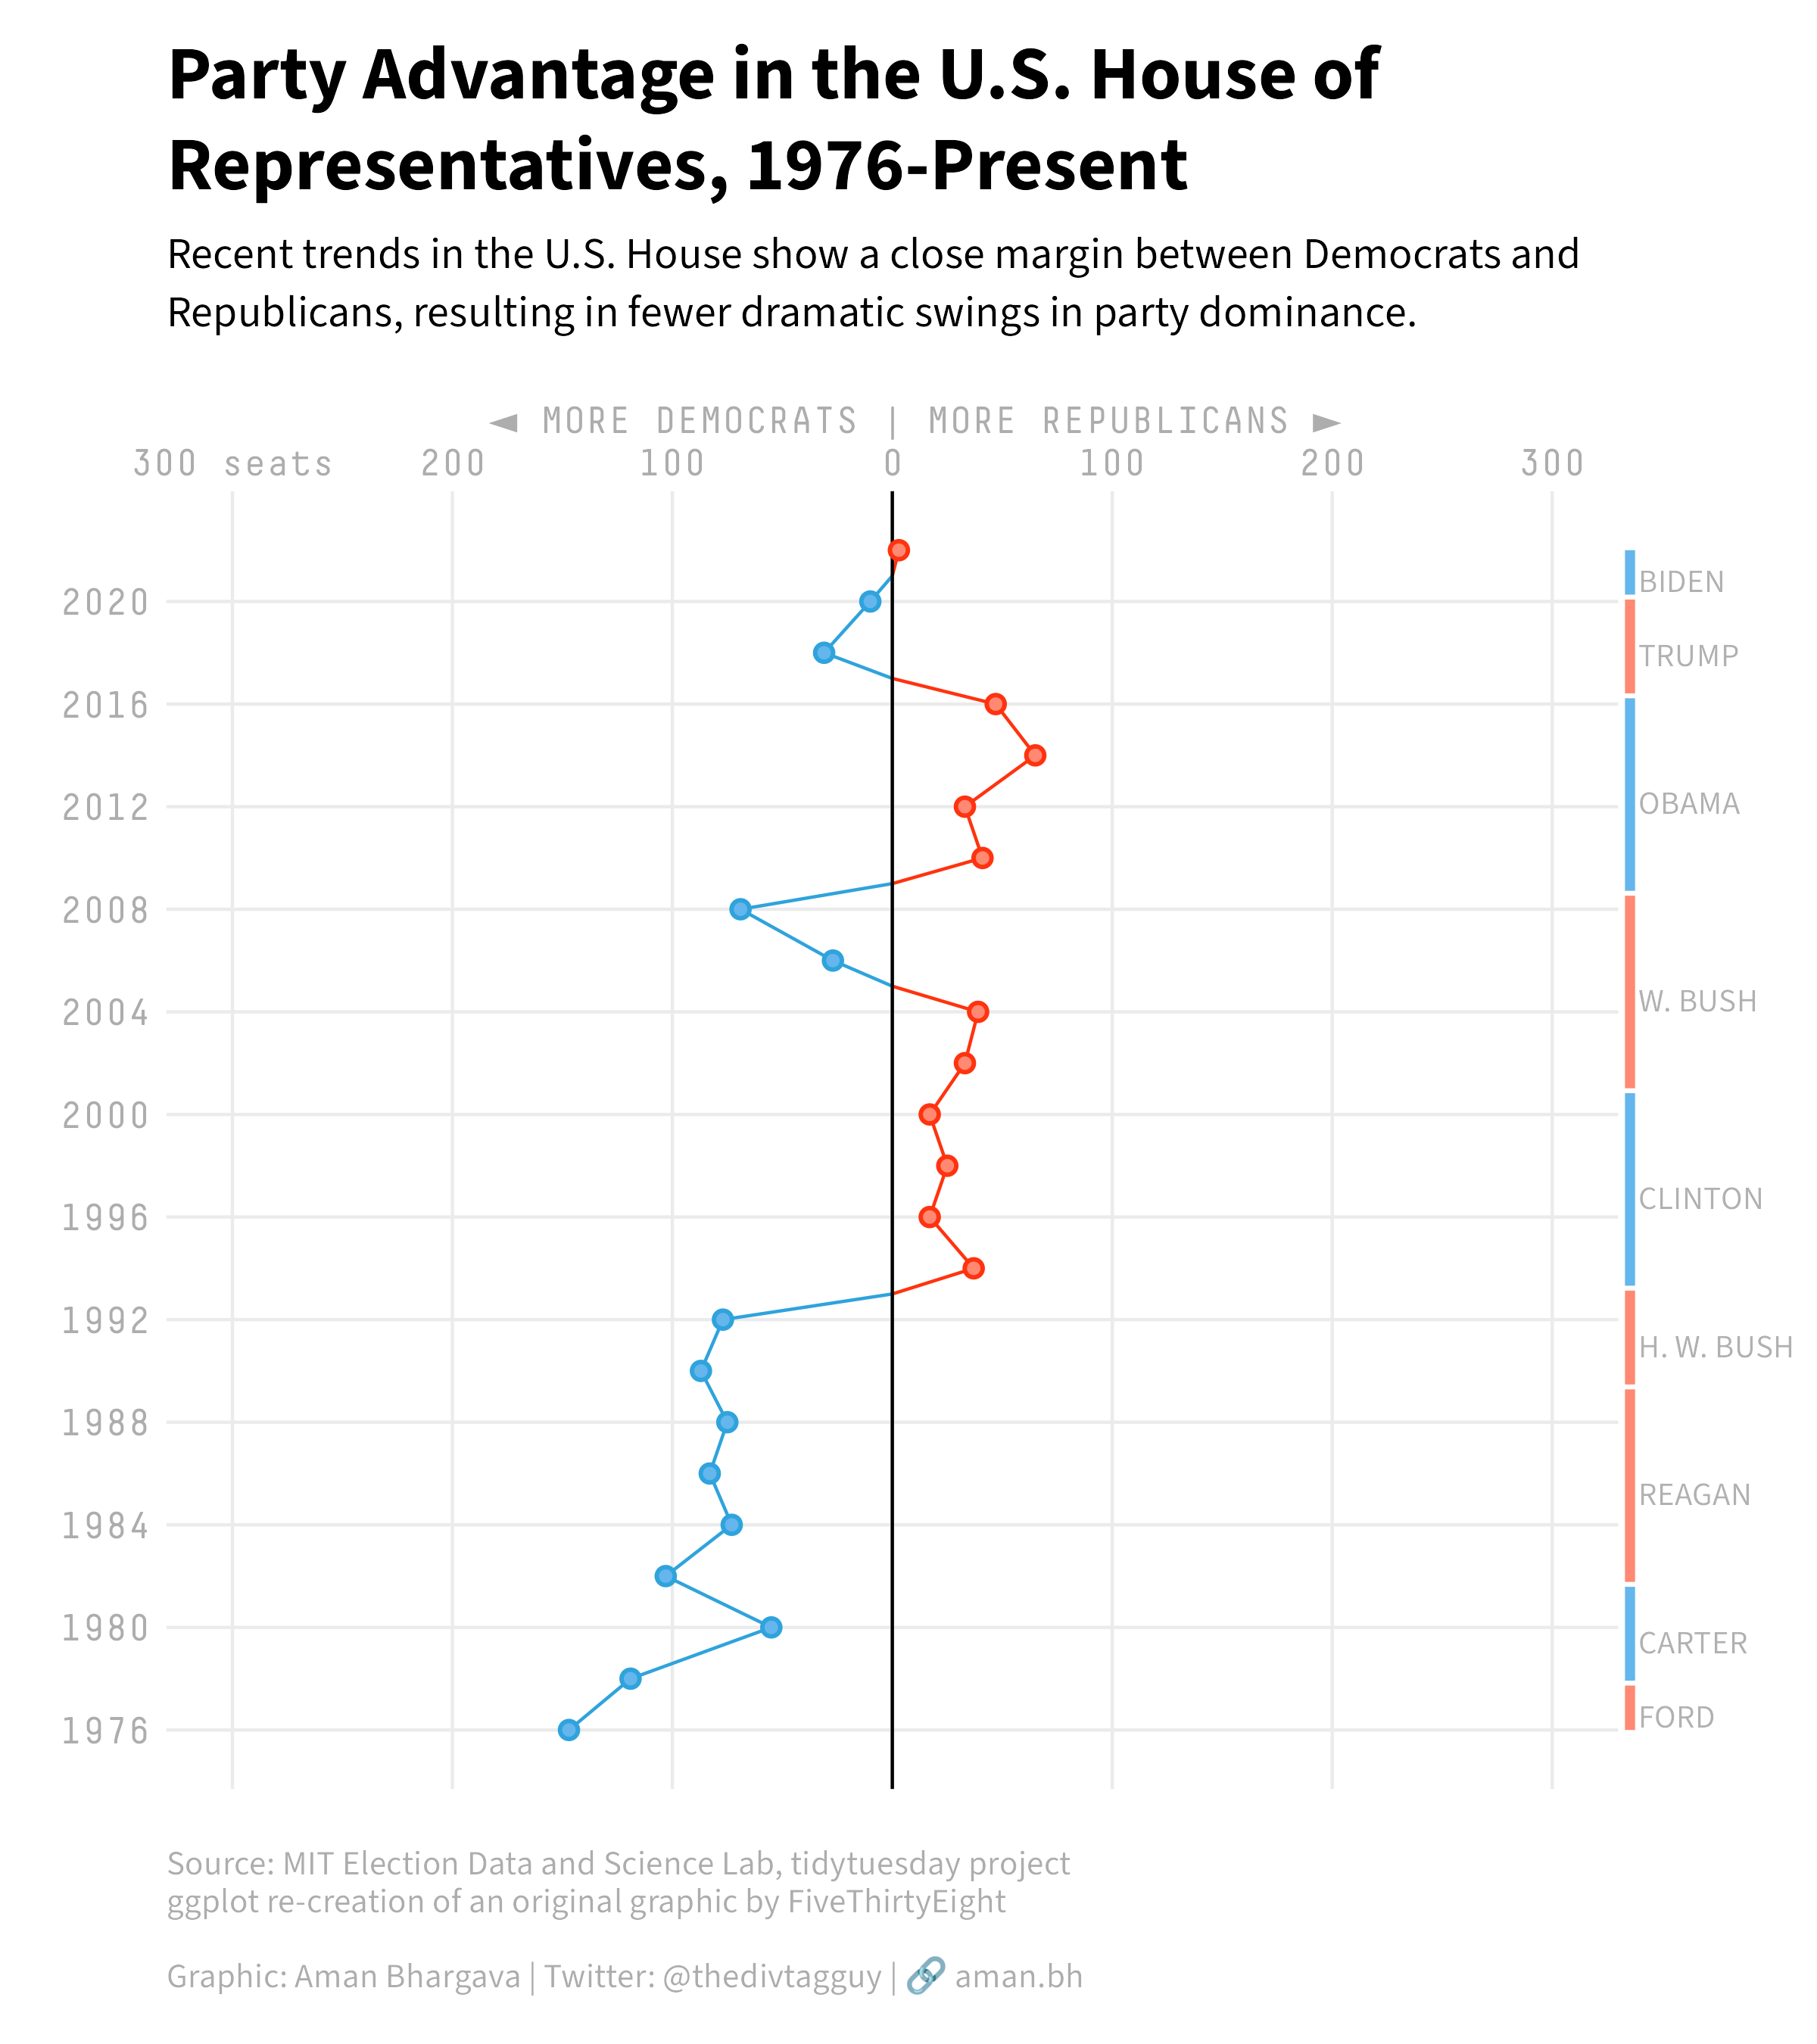 Party Advantage in the U.S. House of
Representatives, 1976-Present
Recent trends in the U.S. House show a close margin between Democrats and
Republicans, resulting in fewer dramatic swings in party dominance.
◄ MORE DEMOCRATS | MORE REPUBLICANS ►
300 seats 200 100 0 100 200 300
BIDEN
2020
TRUMP
2016
OBAMA
2012
2008
W. BUSH
2004
2000
CLINTON
1996
1992
H. W. BUSH
1988
REAGAN
1984
1980
CARTER
FORD
1976
Source: MIT Election Data and Science Lab, tidytuesday project
ggplot re-creation of an original graphic by FiveThirtyEight
Graphic: Aman Bhargava | Twitter: @thedivtagguy | 🔗 aman.bh